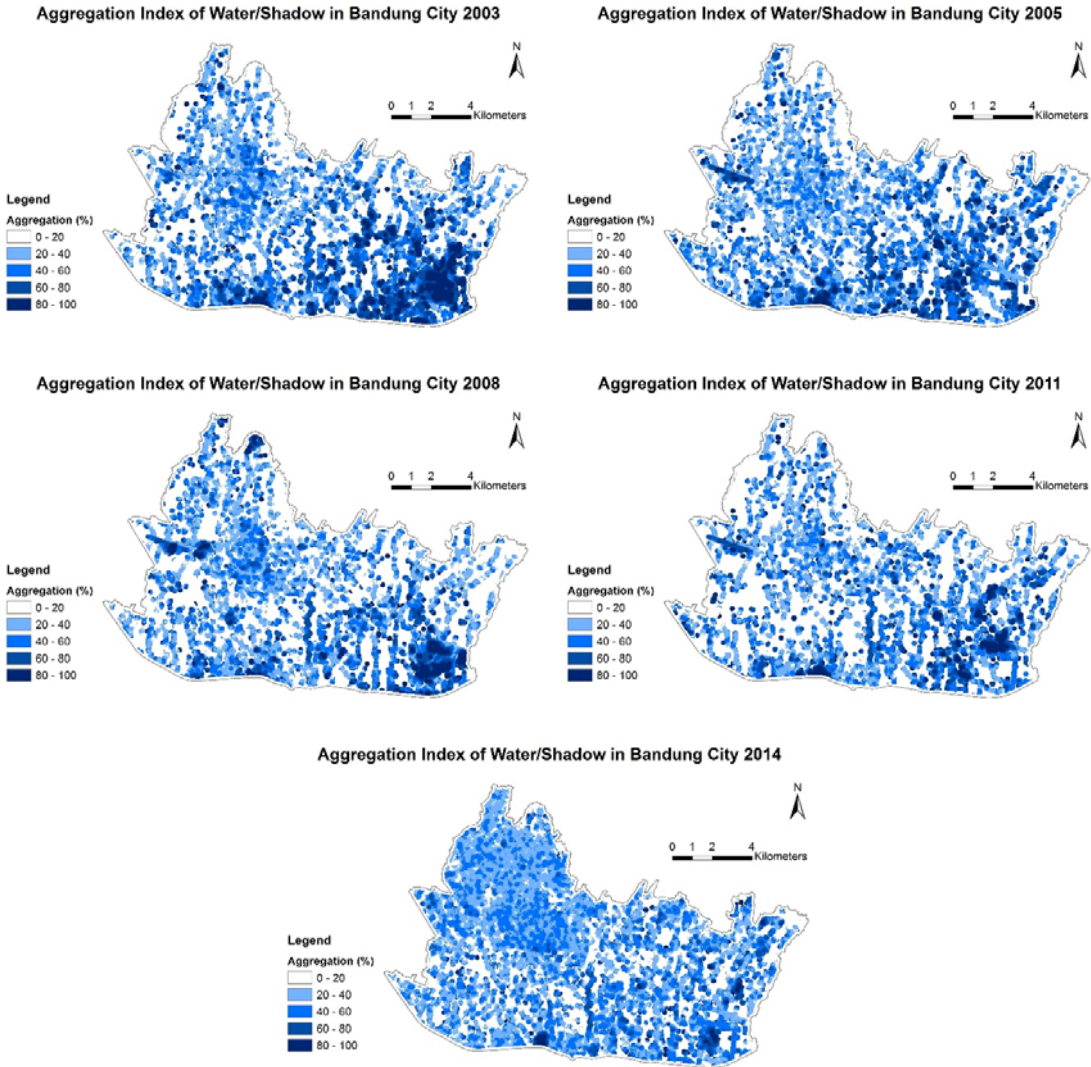 Aggregation Index of Water/Shadow in Bandung City 2003
N
0 1 2 4
Kilometers
Legend
Aggregation (%)
0 - 20
20 - 40
40 - 60
60 - 80
80 - 100
Aggregation Index of Water/Shadow in Bandung City 2005
N
0 1 2 4
Kilometers
Legend
Aggregation (%)
0 - 20
20 - 40
40 - 60
60 - 80
80 - 100
Aggregation Index of Water/Shadow in Bandung City 2008
N
0 1 2 4
Kilometers
Legend
Aggregation (%)
0 - 20
20 - 40
40 - 60
60 - 80
80 - 100
Aggregation Index of Water/Shadow in Bandung City 2011
N
0 1 2 4
Kilometers
Legend
Aggregation (%)
0 - 20
20 - 40
40 - 60
60 - 80
80 - 100
Aggregation Index of Water/Shadow in Bandung City 2014
N
0 1 2 4
Kilometers
Legend
Aggregation (%)
0 - 20
20 - 40
40 - 60
60 - 80
80 - 100